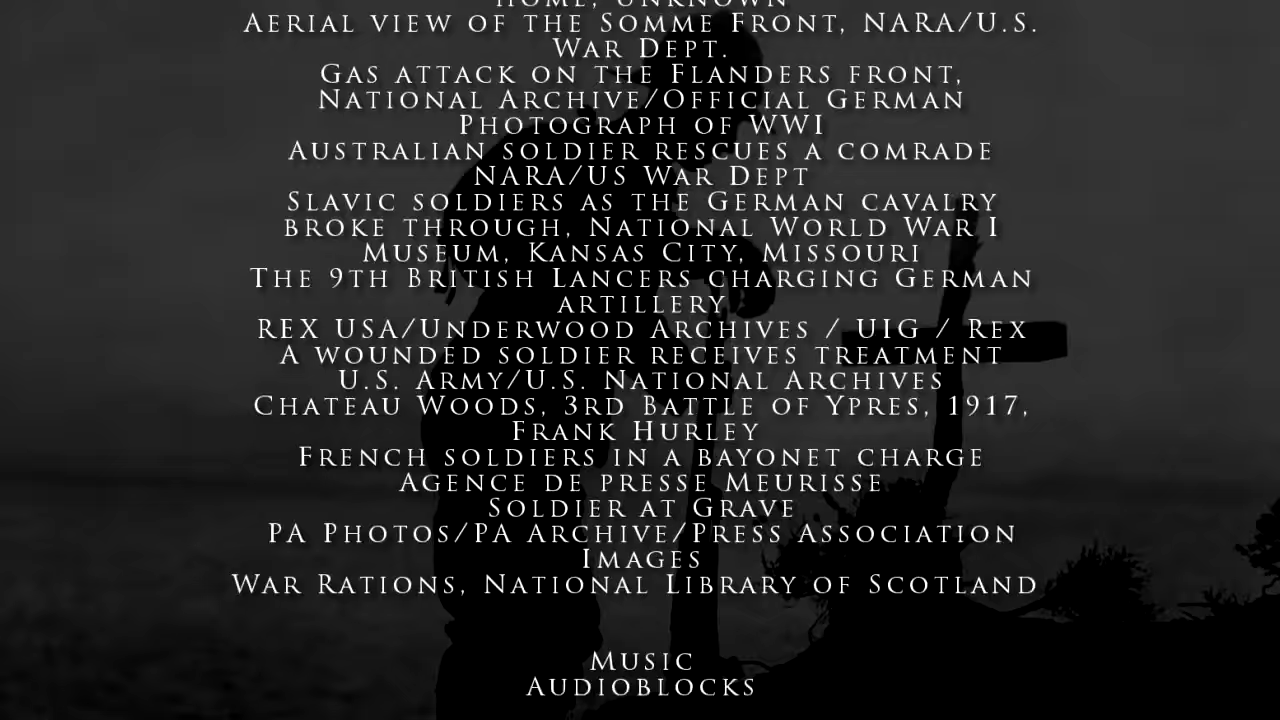 Home, Unknown
Aerial view of the Somme Front, NARA/U.S.
War Dept.
Gas attack on the Flanders front,
National Archive/Official German
Photograph of WWI
Australian soldier rescues a comrade
NARA/US War Dept
Slavic soldiers as the German cavalry
broke through, National World War I
Museum, Kansas City, Missouri
The 9th British Lancers charging German
artillery
REX USA/Underwood Archives / UIG / Rex
A wounded soldier receives treatment
U.S. Army/U.S. National Archives
Chateau Woods, 3rd Battle of Ypres, 1917,
Frank Hurley
French soldiers in a bayonet charge
Agence de presse Meurisse
Soldier at Grave
PA Photos/PA Archive/Press Association
Images
War Rations, National Library of Scotland
Music
Audioblocks